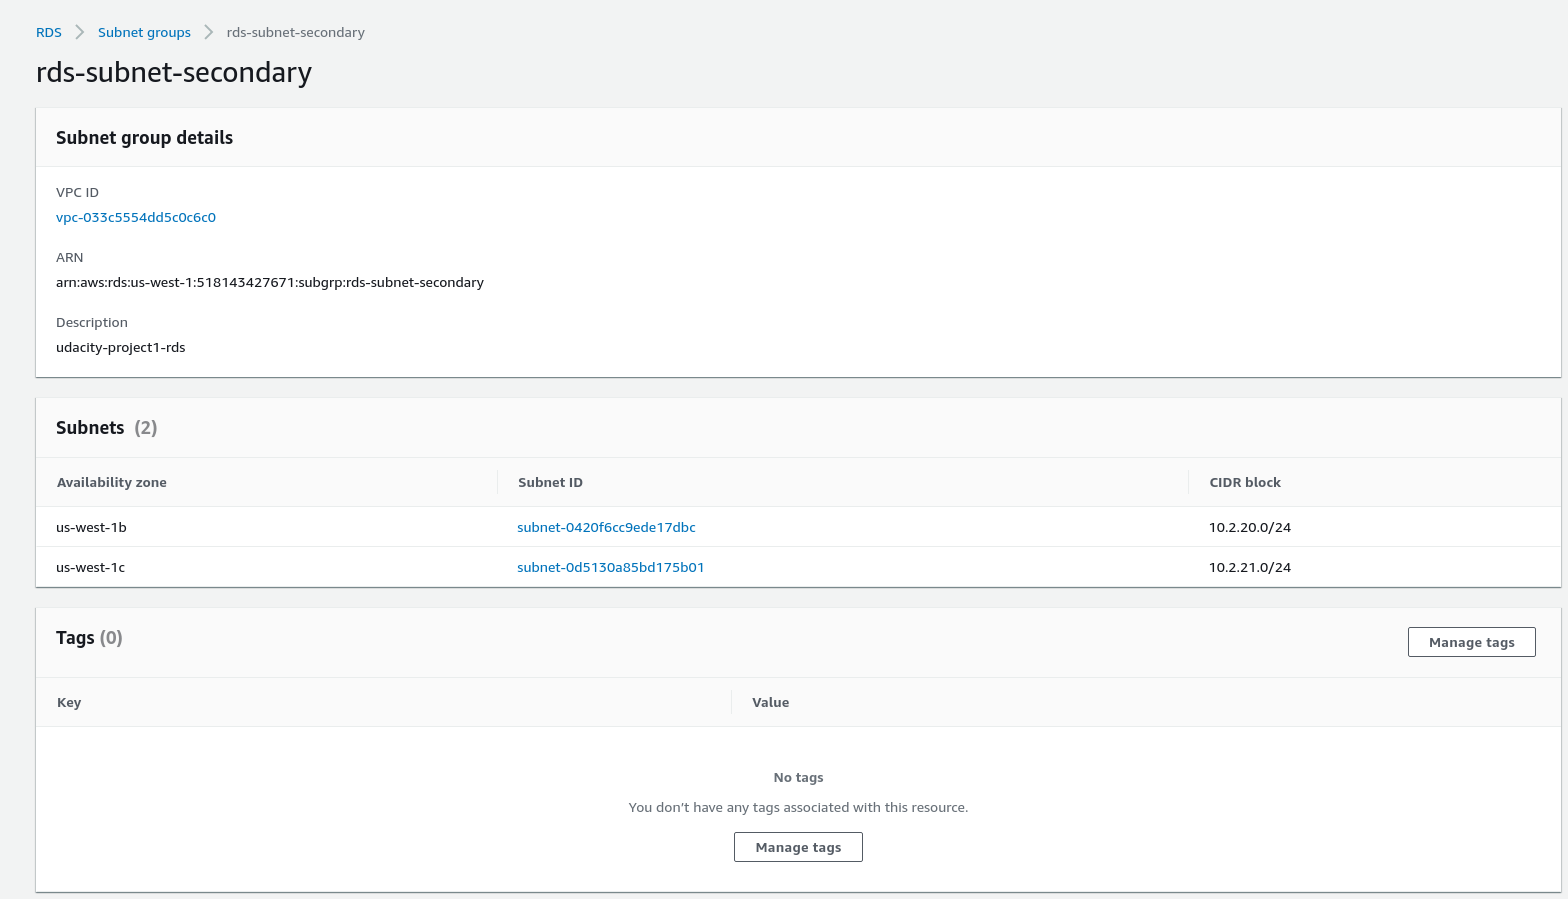 RDS > Subnet groups > rds-subnet-secondary
rds-subnet-secondary
Subnet group details
VPC ID
vpc-033c5554dd5c0c6c0
ARN
arn:aws:rds:us-west-1:518143427671:subgrp:rds-subnet-secondary
Description
udacity-project1-rds
Subnets (2)
Availability zone Subnet ID CIDR block
us-west-1b subnet-0420f6cc9ede17dbc 10.2.20.0/24
us-west-1c subnet-0d5130a85bd175b01 10.2.21.0/24
Tags (0) Manage tags
Key Value
No tags
You don't have any tags associated with this resource.
Manage tags